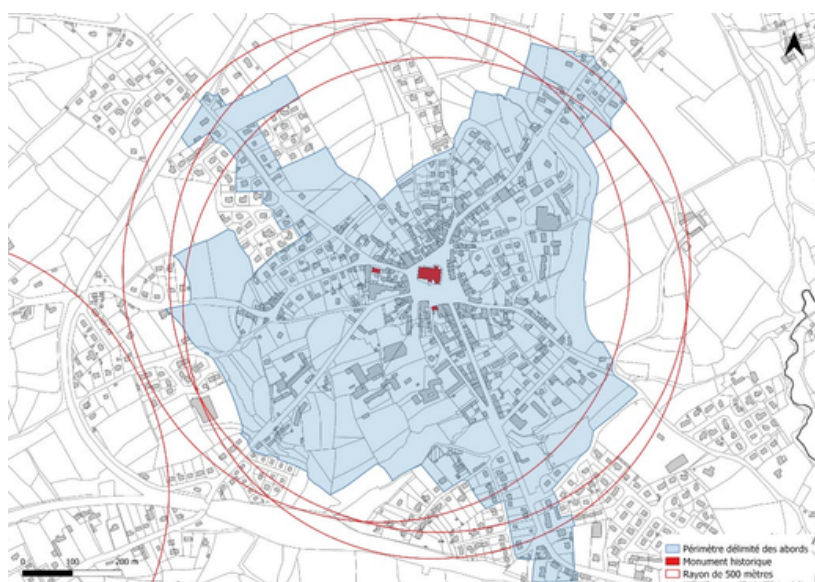 Périmètre délimité des abords
Monument historique
Rayon de 500 mètres
0 100 200 m